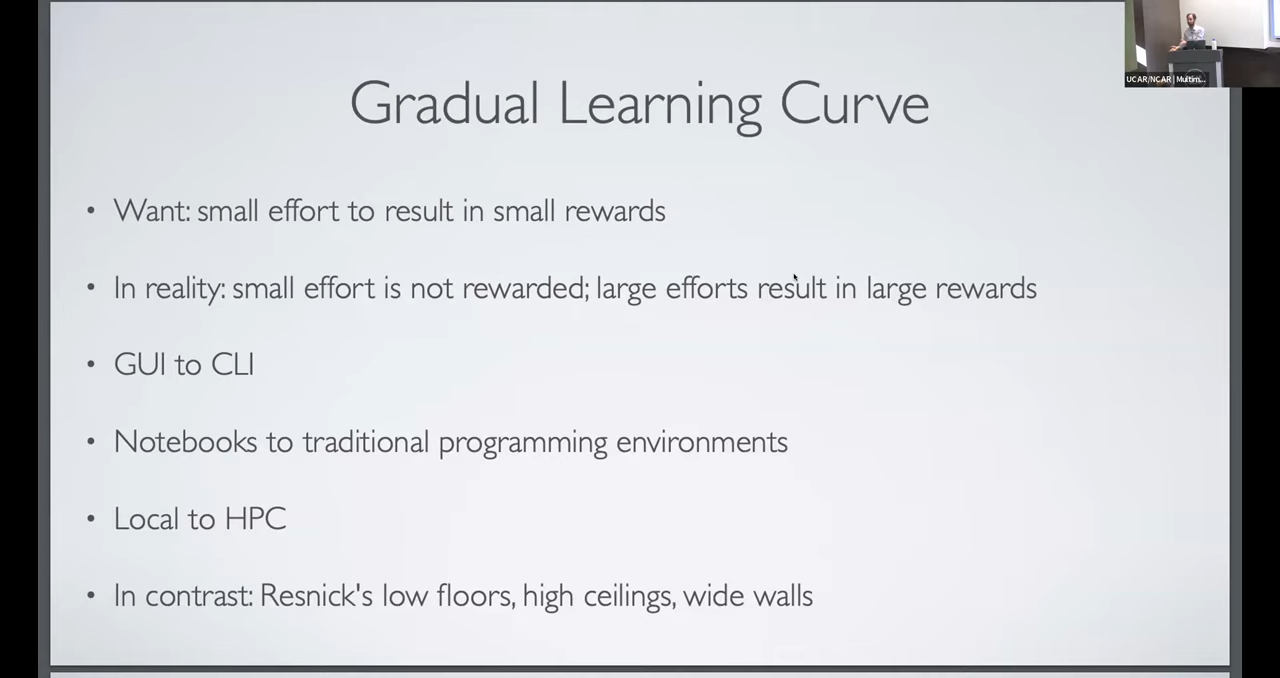 UCAR/NCAR | Multim...
Gradual Learning Curve
• Want: small effort to result in small rewards
• In reality: small effort is not rewarded; large efforts result in large rewards
• GUI to CLI
• Notebooks to traditional programming environments
• Local to HPC
• In contrast: Resnick's low floors, high ceilings, wide walls